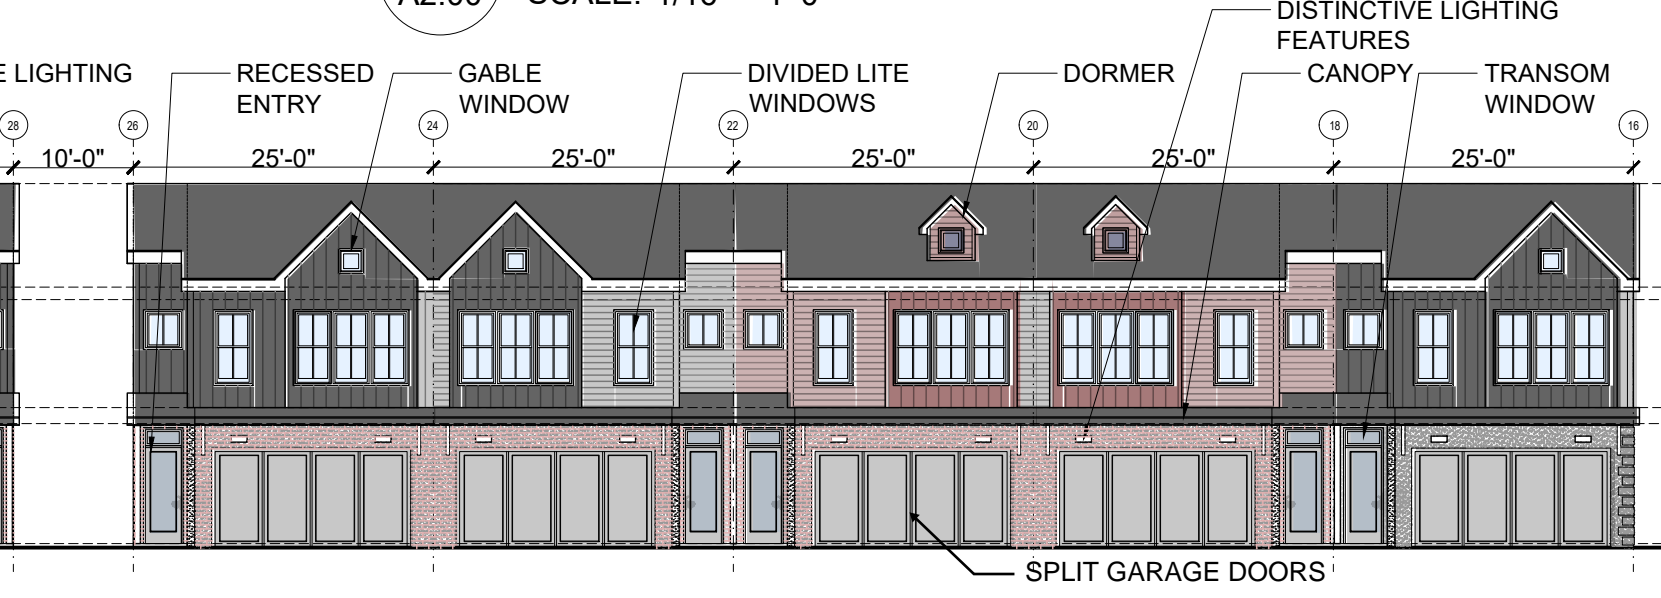 DISTINCTIVE LIGHTING
FEATURES
LIGHTING
RECESSED
ENTRY
GABLE
WINDOW
DIVIDED LITE
WINDOWS
DORMER
CANOPY
TRANSOM
WINDOW
28
26
24
22
20
18
16
10'-0"
25'-0"
25'-0"
25'-0"
25'-0"
25'-0"
SPLIT GARAGE DOORS